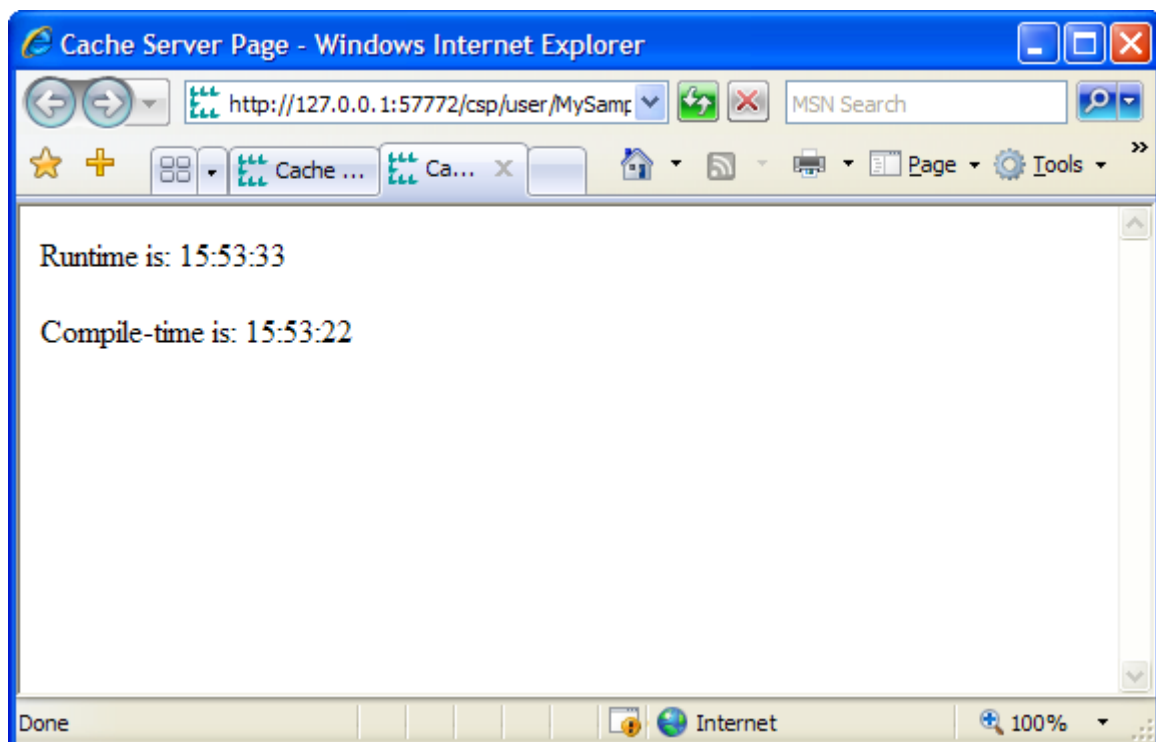 Cache Server Page - Windows Internet Explorer
http://127.0.0.1:57772/csp/user/MySamp
MSN Search
Cache ...
Ca...
Page
Tools
Runtime is: 15:53:33
Compile-time is: 15:53:22
Done
Internet
100%